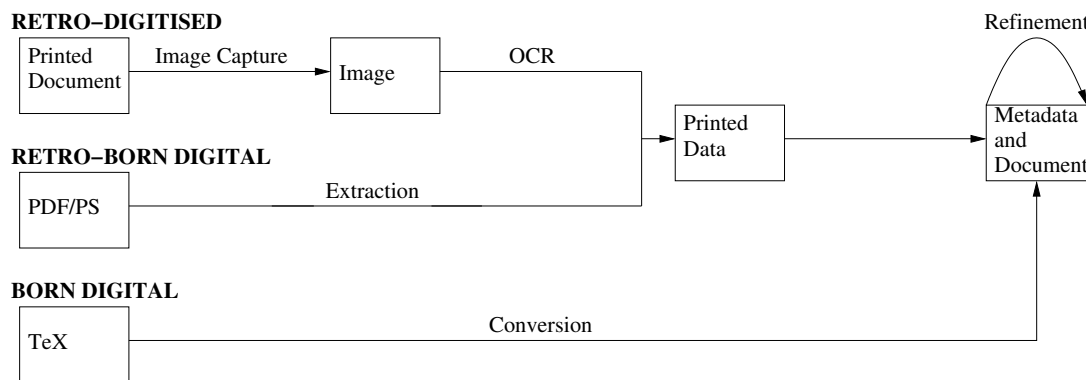 RETRO−DIGITISED
Refinement
Printed
Document
Image Capture
Image
OCR
Printed
Data
Metadata
and
Document
RETRO−BORN DIGITAL
PDF/PS
Extraction
BORN DIGITAL
TeX
Conversion